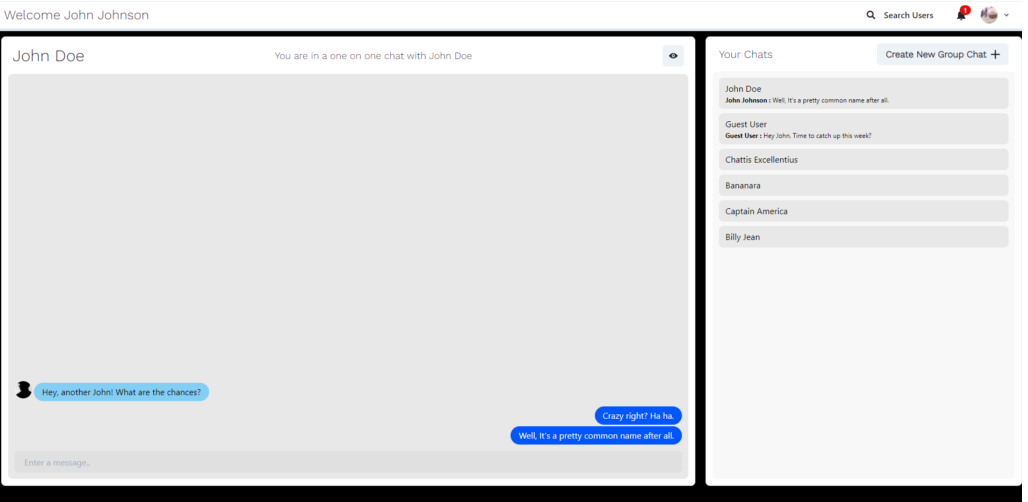 Welcome John Johnson
Search Users
1
John Doe
You are in a one on one chat with John Doe
Your Chats
Create New Group Chat
Hey, another John! What are the chances?
Crazy right? Ha ha.
Well, It's a pretty common name after all.
Enter a message..
John Doe
John Johnson : Well, It's a pretty common name after all.
Guest User
Guest User : Hey John. Time to catch up this week?
Chattis Excellentius
Bananara
Captain America
Billy Jean